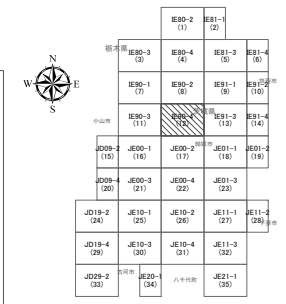 IE80-2 IE81-1
(1) (2)
栃木県
IE80-3 IE80-4 IE81-3 IE81-4
(3) (4) (5) (6)
N
W E
S
IE90-1 IE90-2 IE91-1 IE91-2
(7) (8) (9) (10)
小山市
IE90-3 IE90-4 IE91-3 IE91-4
(11) (12) (13) (14)
JD09-2 JE00-1 JE00-2 JE01-1 JE01-2
(15) (16) (17) (18) (19)
JD09-4 JE00-3 JE00-4 JE01-3
(20) (21) (22) (23)
JD19-2 JE10-1 JE10-2 JE11-1 JE11-2
(24) (25) (26) (27) (28)
JD19-4 JE10-3 JE10-4 JE11-3
(29) (30) (31) (32)
古河市 八千代町
JD29-2 JE20-1 JE21-1
(33) (34) (35)